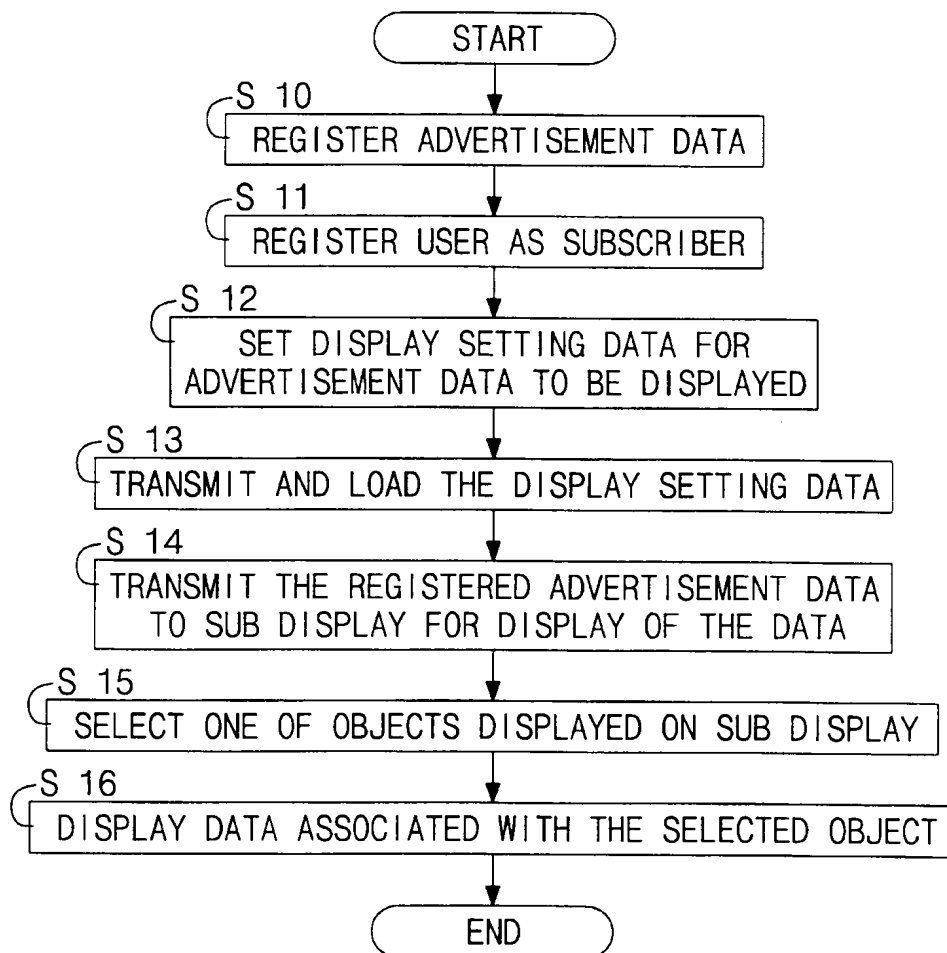 START
S 10
REGISTER ADVERTISEMENT DATA
S 11
REGISTER USER AS SUBSCRIBER
S 12
SET DISPLAY SETTING DATA FOR
ADVERTISEMENT DATA TO BE DISPLAYED
S 13
TRANSMIT AND LOAD THE DISPLAY SETTING DATA
S 14
TRANSMIT THE REGISTERED ADVERTISEMENT DATA
TO SUB DISPLAY FOR DISPLAY OF THE DATA
S 15
SELECT ONE OF OBJECTS DISPLAYED ON SUB DISPLAY
S 16
DISPLAY DATA ASSOCIATED WITH THE SELECTED OBJECT
END